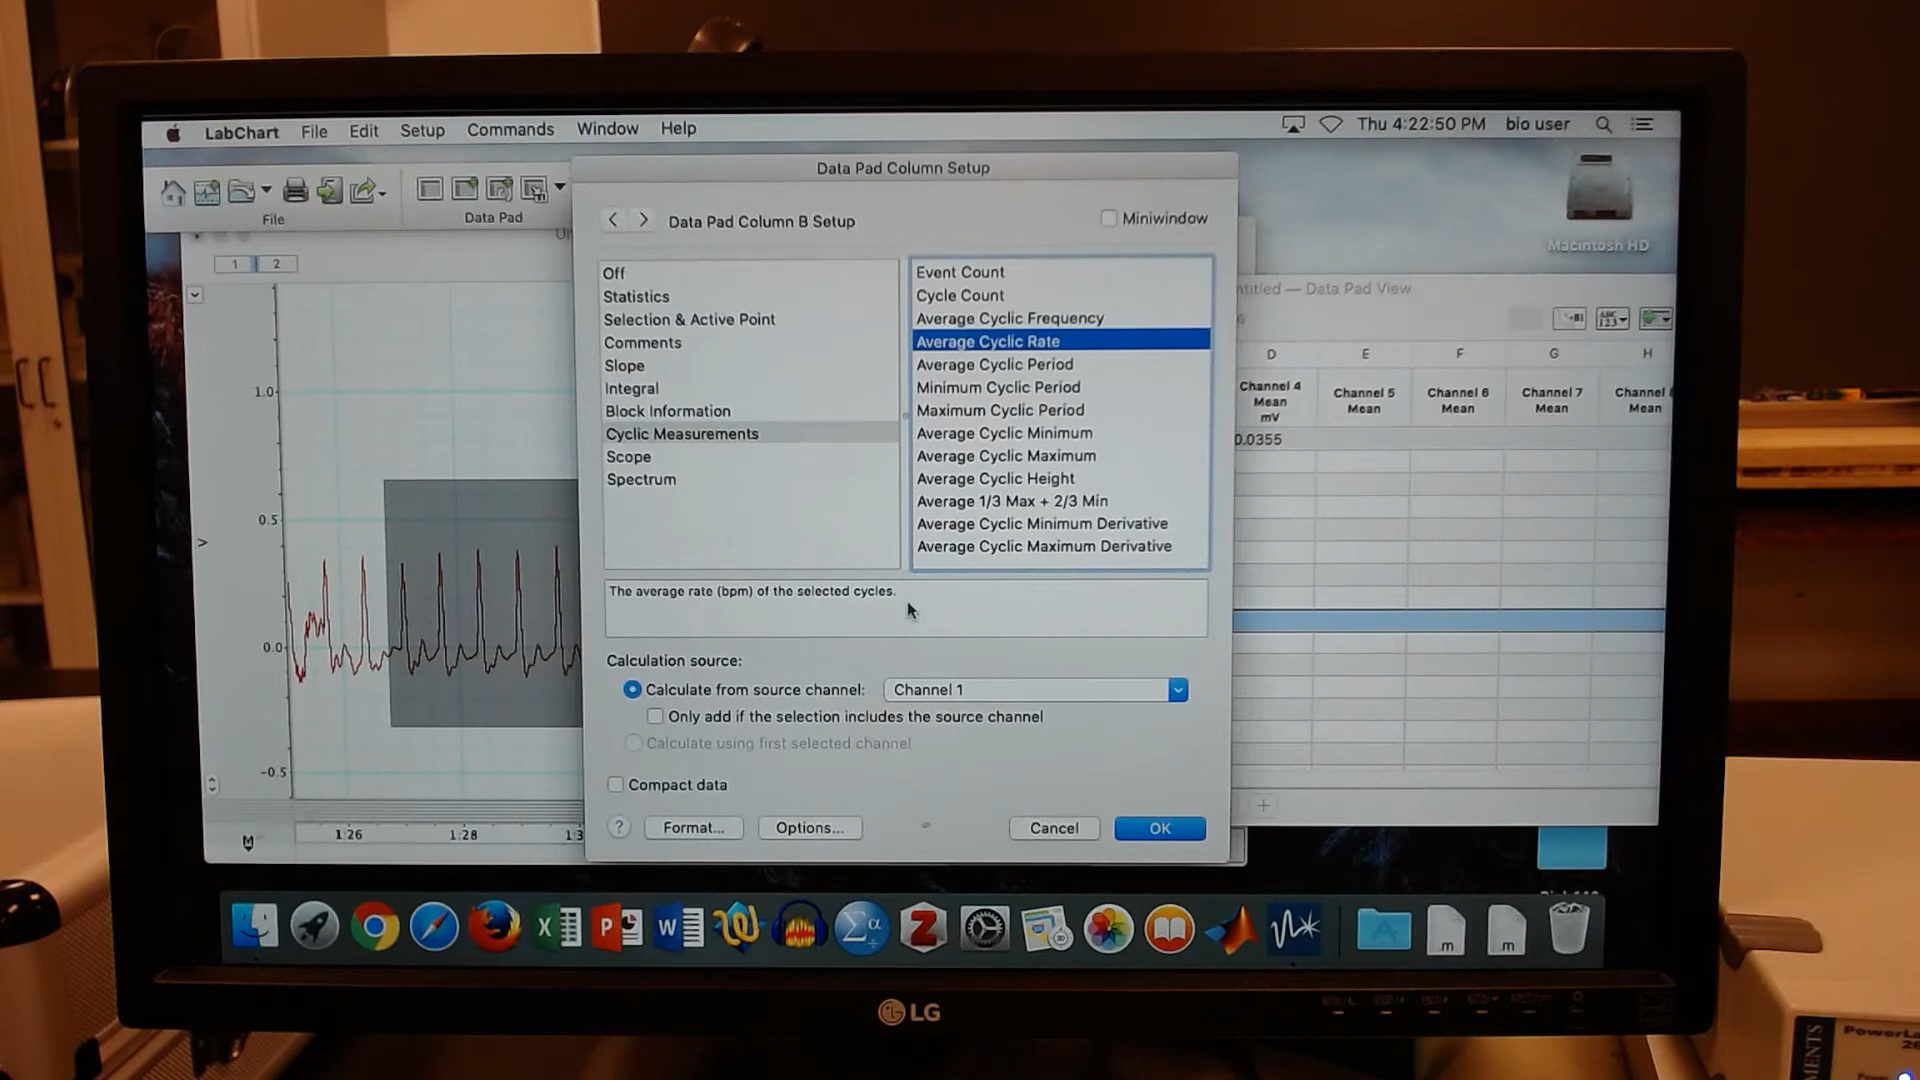 LabChart File Edit Setup Commands Window Help
Thu 4:22:50 PM bio user
Macintosh HD
File
Data Pad
1 2
1.0
0.5
0.0
-0.5
1:26 1:28
Data Pad Column Setup
Data Pad Column B Setup
Miniwindow
Off
Statistics
Selection & Active Point
Comments
Slope
Integral
Block Information
Cyclic Measurements
Scope
Spectrum
Event Count
Cycle Count
Average Cyclic Frequency
Average Cyclic Rate
Average Cyclic Period
Minimum Cyclic Period
Maximum Cyclic Period
Average Cyclic Minimum
Average Cyclic Maximum
Average Cyclic Height
Average 1/3 Max + 2/3 Min
Average Cyclic Minimum Derivative
Average Cyclic Maximum Derivative
The average rate (bpm) of the selected cycles.
Calculation source:
Calculate from source channel:
Channel 1
Only add if the selection includes the source channel
Calculate using first selected channel
Compact data
? Format... Options... Cancel OK
ntitled — Data Pad View
D E F G H
Channel 4
Mean
mV
Channel 5
Mean
Channel 6
Mean
Channel 7
Mean
Channel
Mean
0.0355
LG